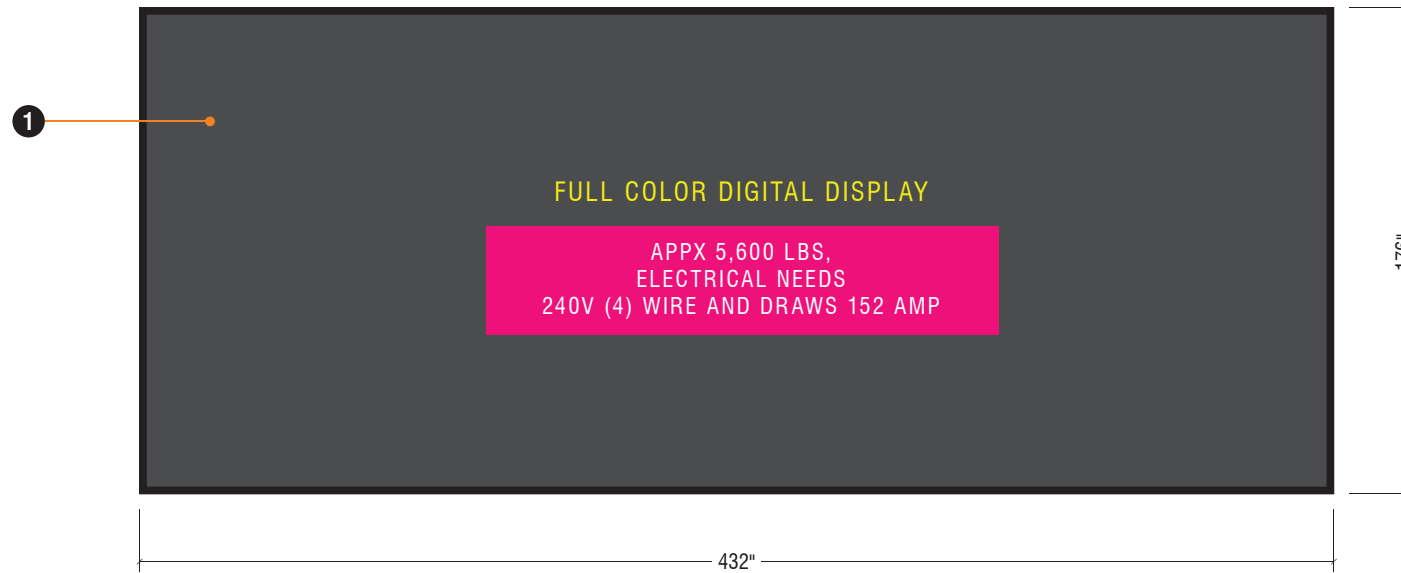 1
FULL COLOR DIGITAL DISPLAY
APPX 5,600 LBS,
ELECTRICAL NEEDS
240V (4) WIRE AND DRAWS 152 AMP
176"
432"